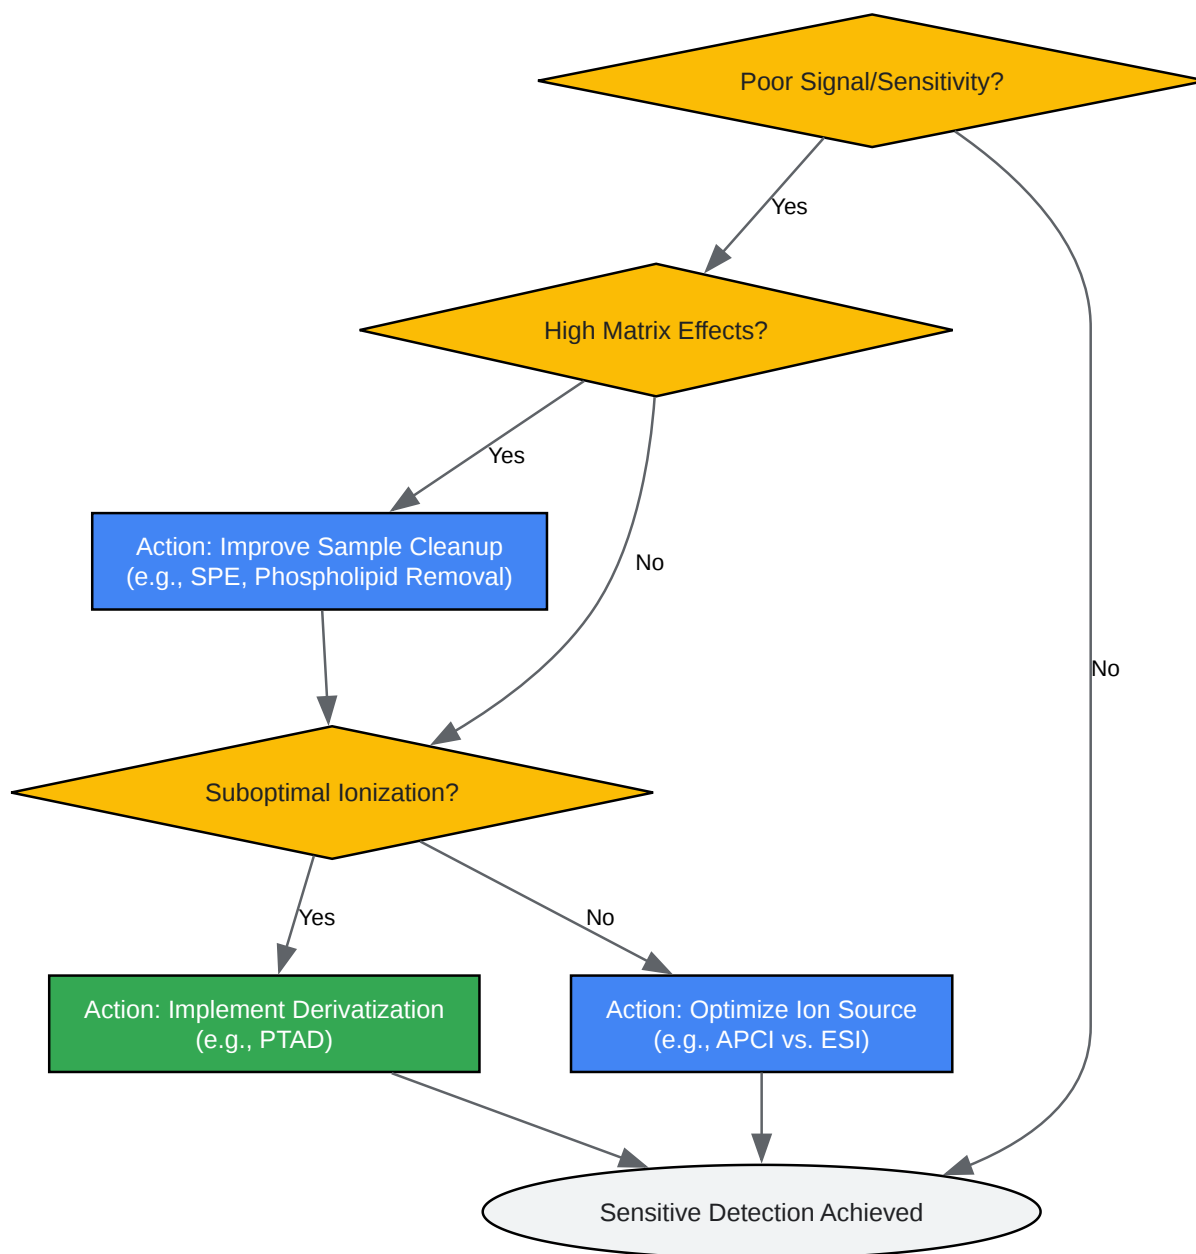 Poor Signal/Sensitivity?
Yes
High Matrix Effects?
Yes
Action: Improve Sample Cleanup
(e.g., SPE, Phospholipid Removal)
No
No
Suboptimal Ionization?
Yes
No
Action: Implement Derivatization
(e.g., PTAD)
Action: Optimize Ion Source
(e.g., APCI vs. ESI)
Sensitive Detection Achieved